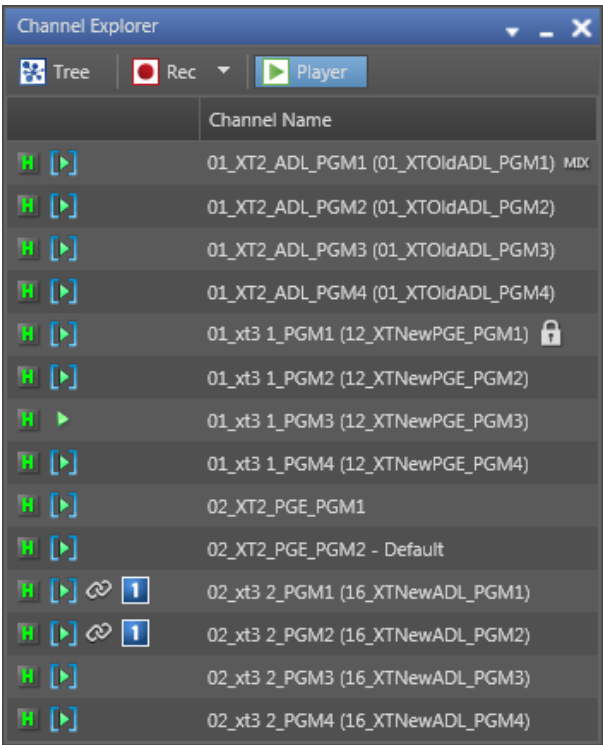 Channel Explorer
Tree Rec Player
Channel Name
H 01_XT2_ADL_PGM1 (01_XTOldADL_PGM1) MIX
H 01_XT2_ADL_PGM2 (01_XTOldADL_PGM2)
H 01_XT2_ADL_PGM3 (01_XTOldADL_PGM3)
H 01_XT2_ADL_PGM4 (01_XTOldADL_PGM4)
H 01_xt3 1_PGM1 (12_XTNewPGE_PGM1)
H 01_xt3 1_PGM2 (12_XTNewPGE_PGM2)
H 01_xt3 1_PGM3 (12_XTNewPGE_PGM3)
H 01_xt3 1_PGM4 (12_XTNewPGE_PGM4)
H 02_XT2_PGE_PGM1
H 02_XT2_PGE_PGM2 - Default
H 1 02_xt3 2_PGM1 (16_XTNewADL_PGM1)
H 1 02_xt3 2_PGM2 (16_XTNewADL_PGM2)
H 02_xt3 2_PGM3 (16_XTNewADL_PGM3)
H 02_xt3 2_PGM4 (16_XTNewADL_PGM4)